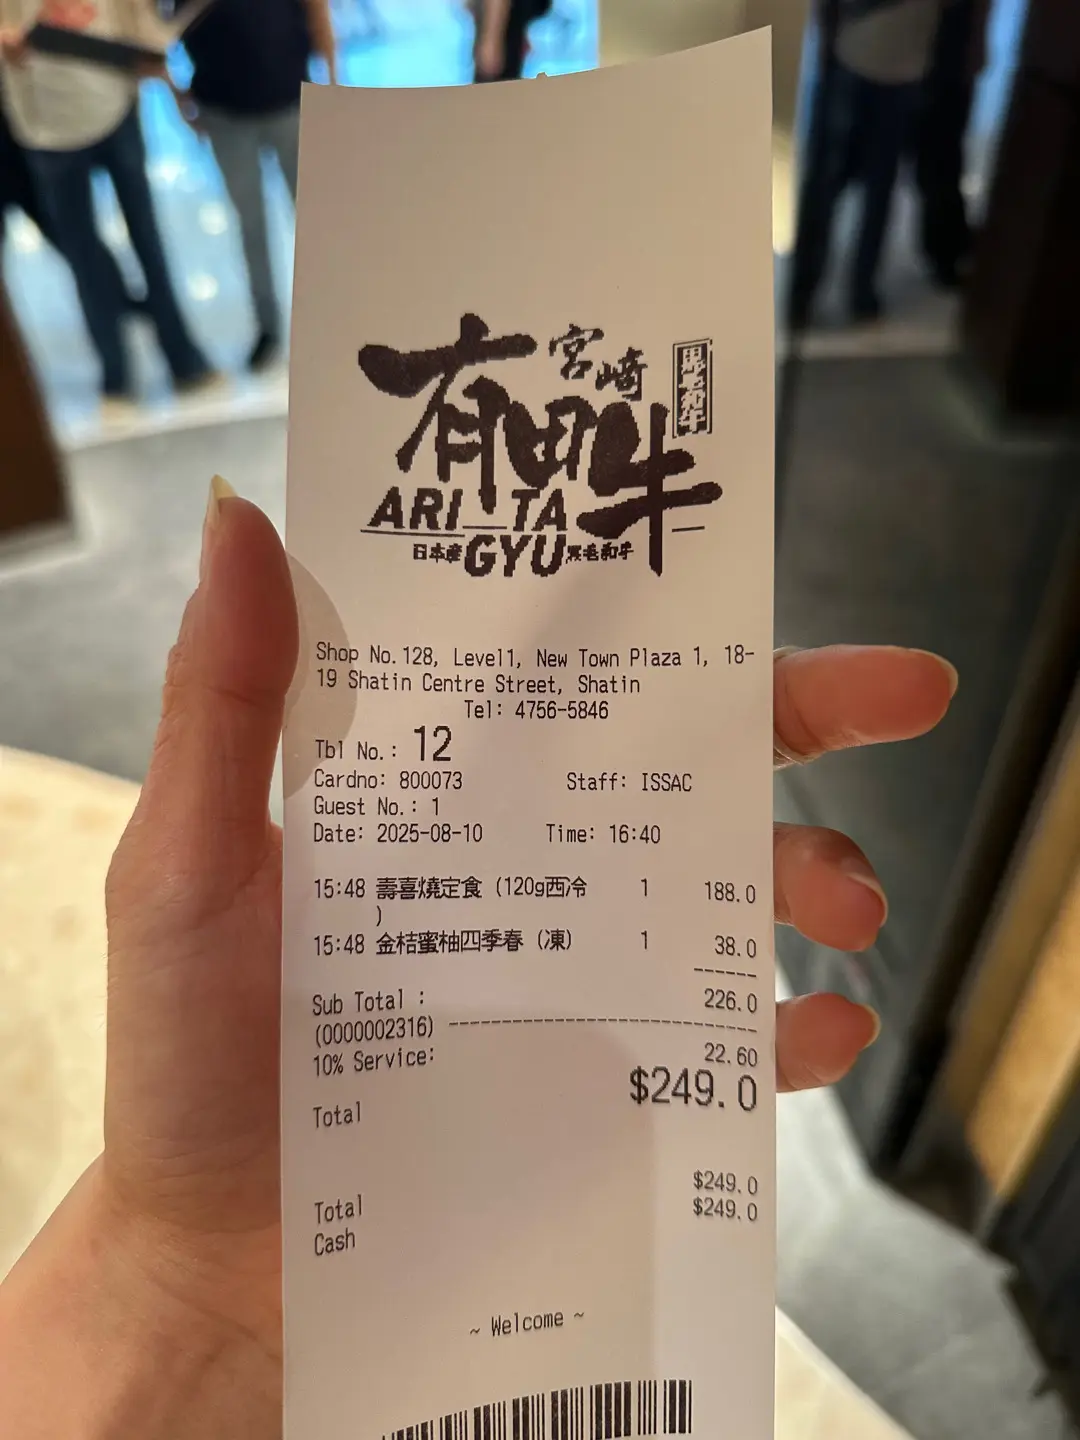 有田牛
宮崎
黒毛和牛
ARITA
日本産 GYU 黒毛和牛
Shop No.128, Level1, New Town Plaza 1, 18-
19 Shatin Centre Street, Shatin
Tel: 4756-5846
Tbl No.: 12
Cardno: 800073 Staff: ISSAC
Guest No.: 1
Date: 2025-08-10 Time: 16:40
15:48 壽喜燒定食 (120g西冷 1 188.0
)
15:48 金桔蜜柚四季春 (凍) 1 38.0
------
Sub Total : 226.0
(0000002316) ------------------------------
10% Service: 22.60
Total $249.0
Total $249.0
Cash $249.0
~ Welcome ~